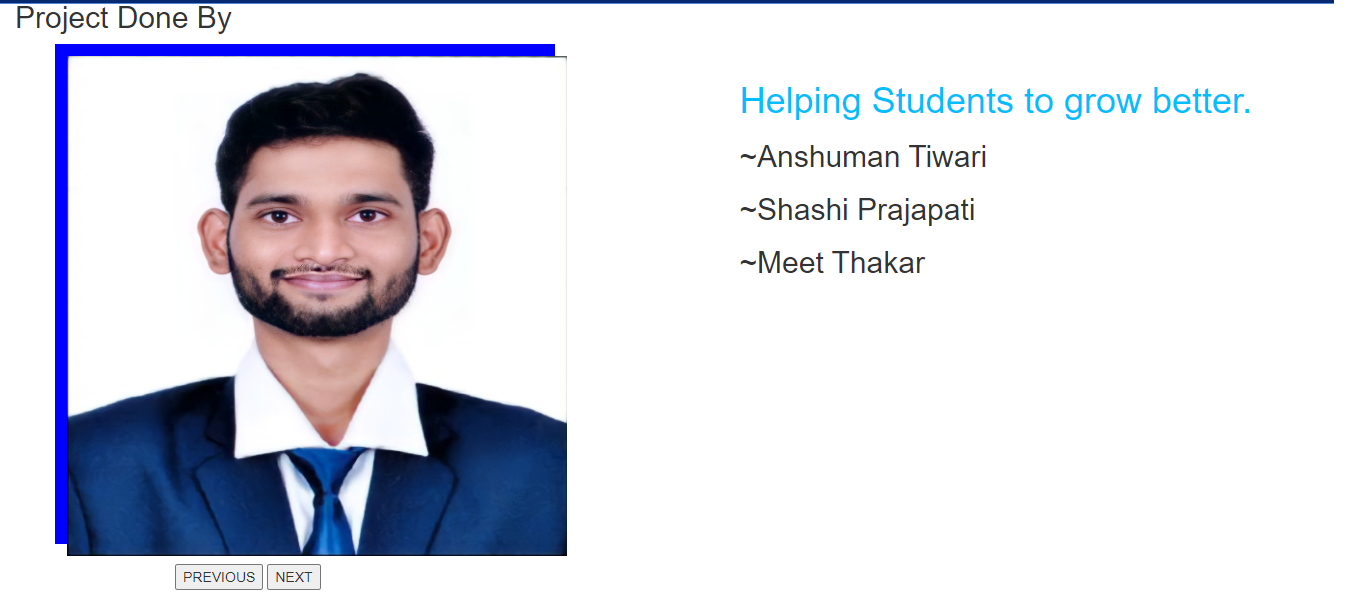 Project Done By
Helping Students to grow better.
~Anshuman Tiwari
~Shashi Prajapati
~Meet Thakar
PREVIOUS NEXT